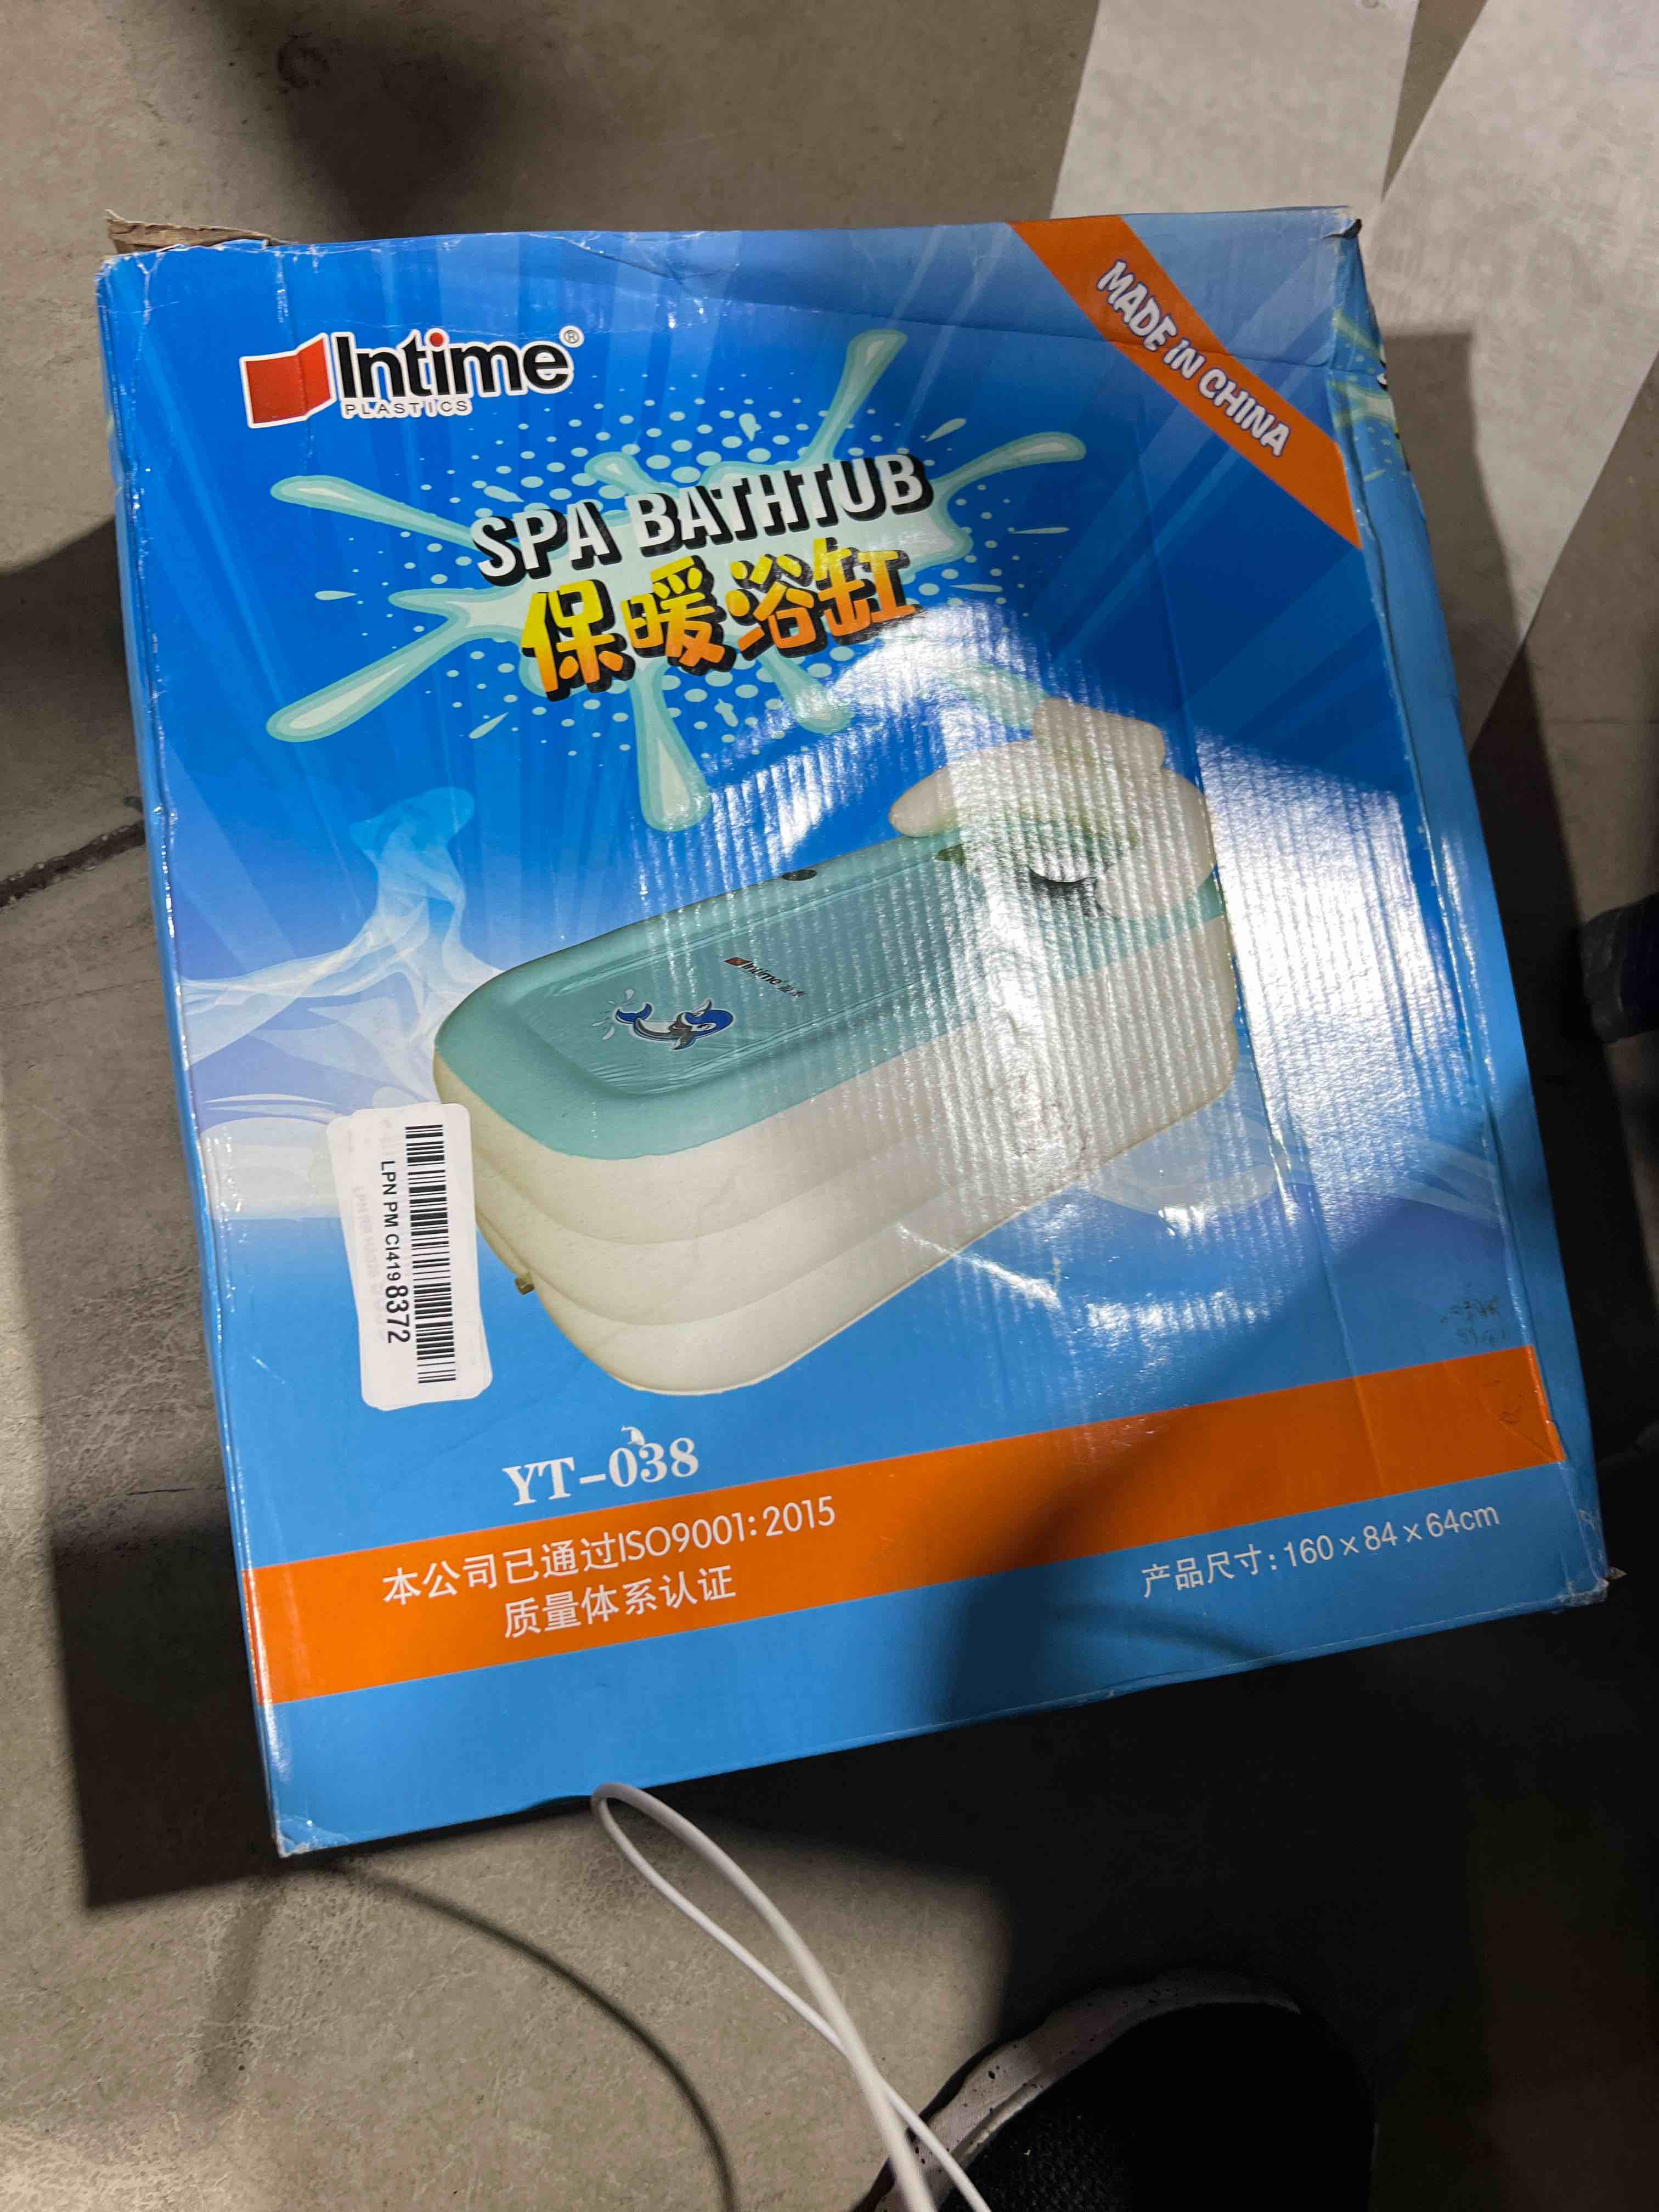 Intime®
PLASTICS
MADE IN CHINA
SPA BATHTUB
保暖浴缸
Intime
LPN PM CI4198372
YT-038
本公司已通过ISO9001:2015
质量体系认证
产品尺寸:160×84×64cm